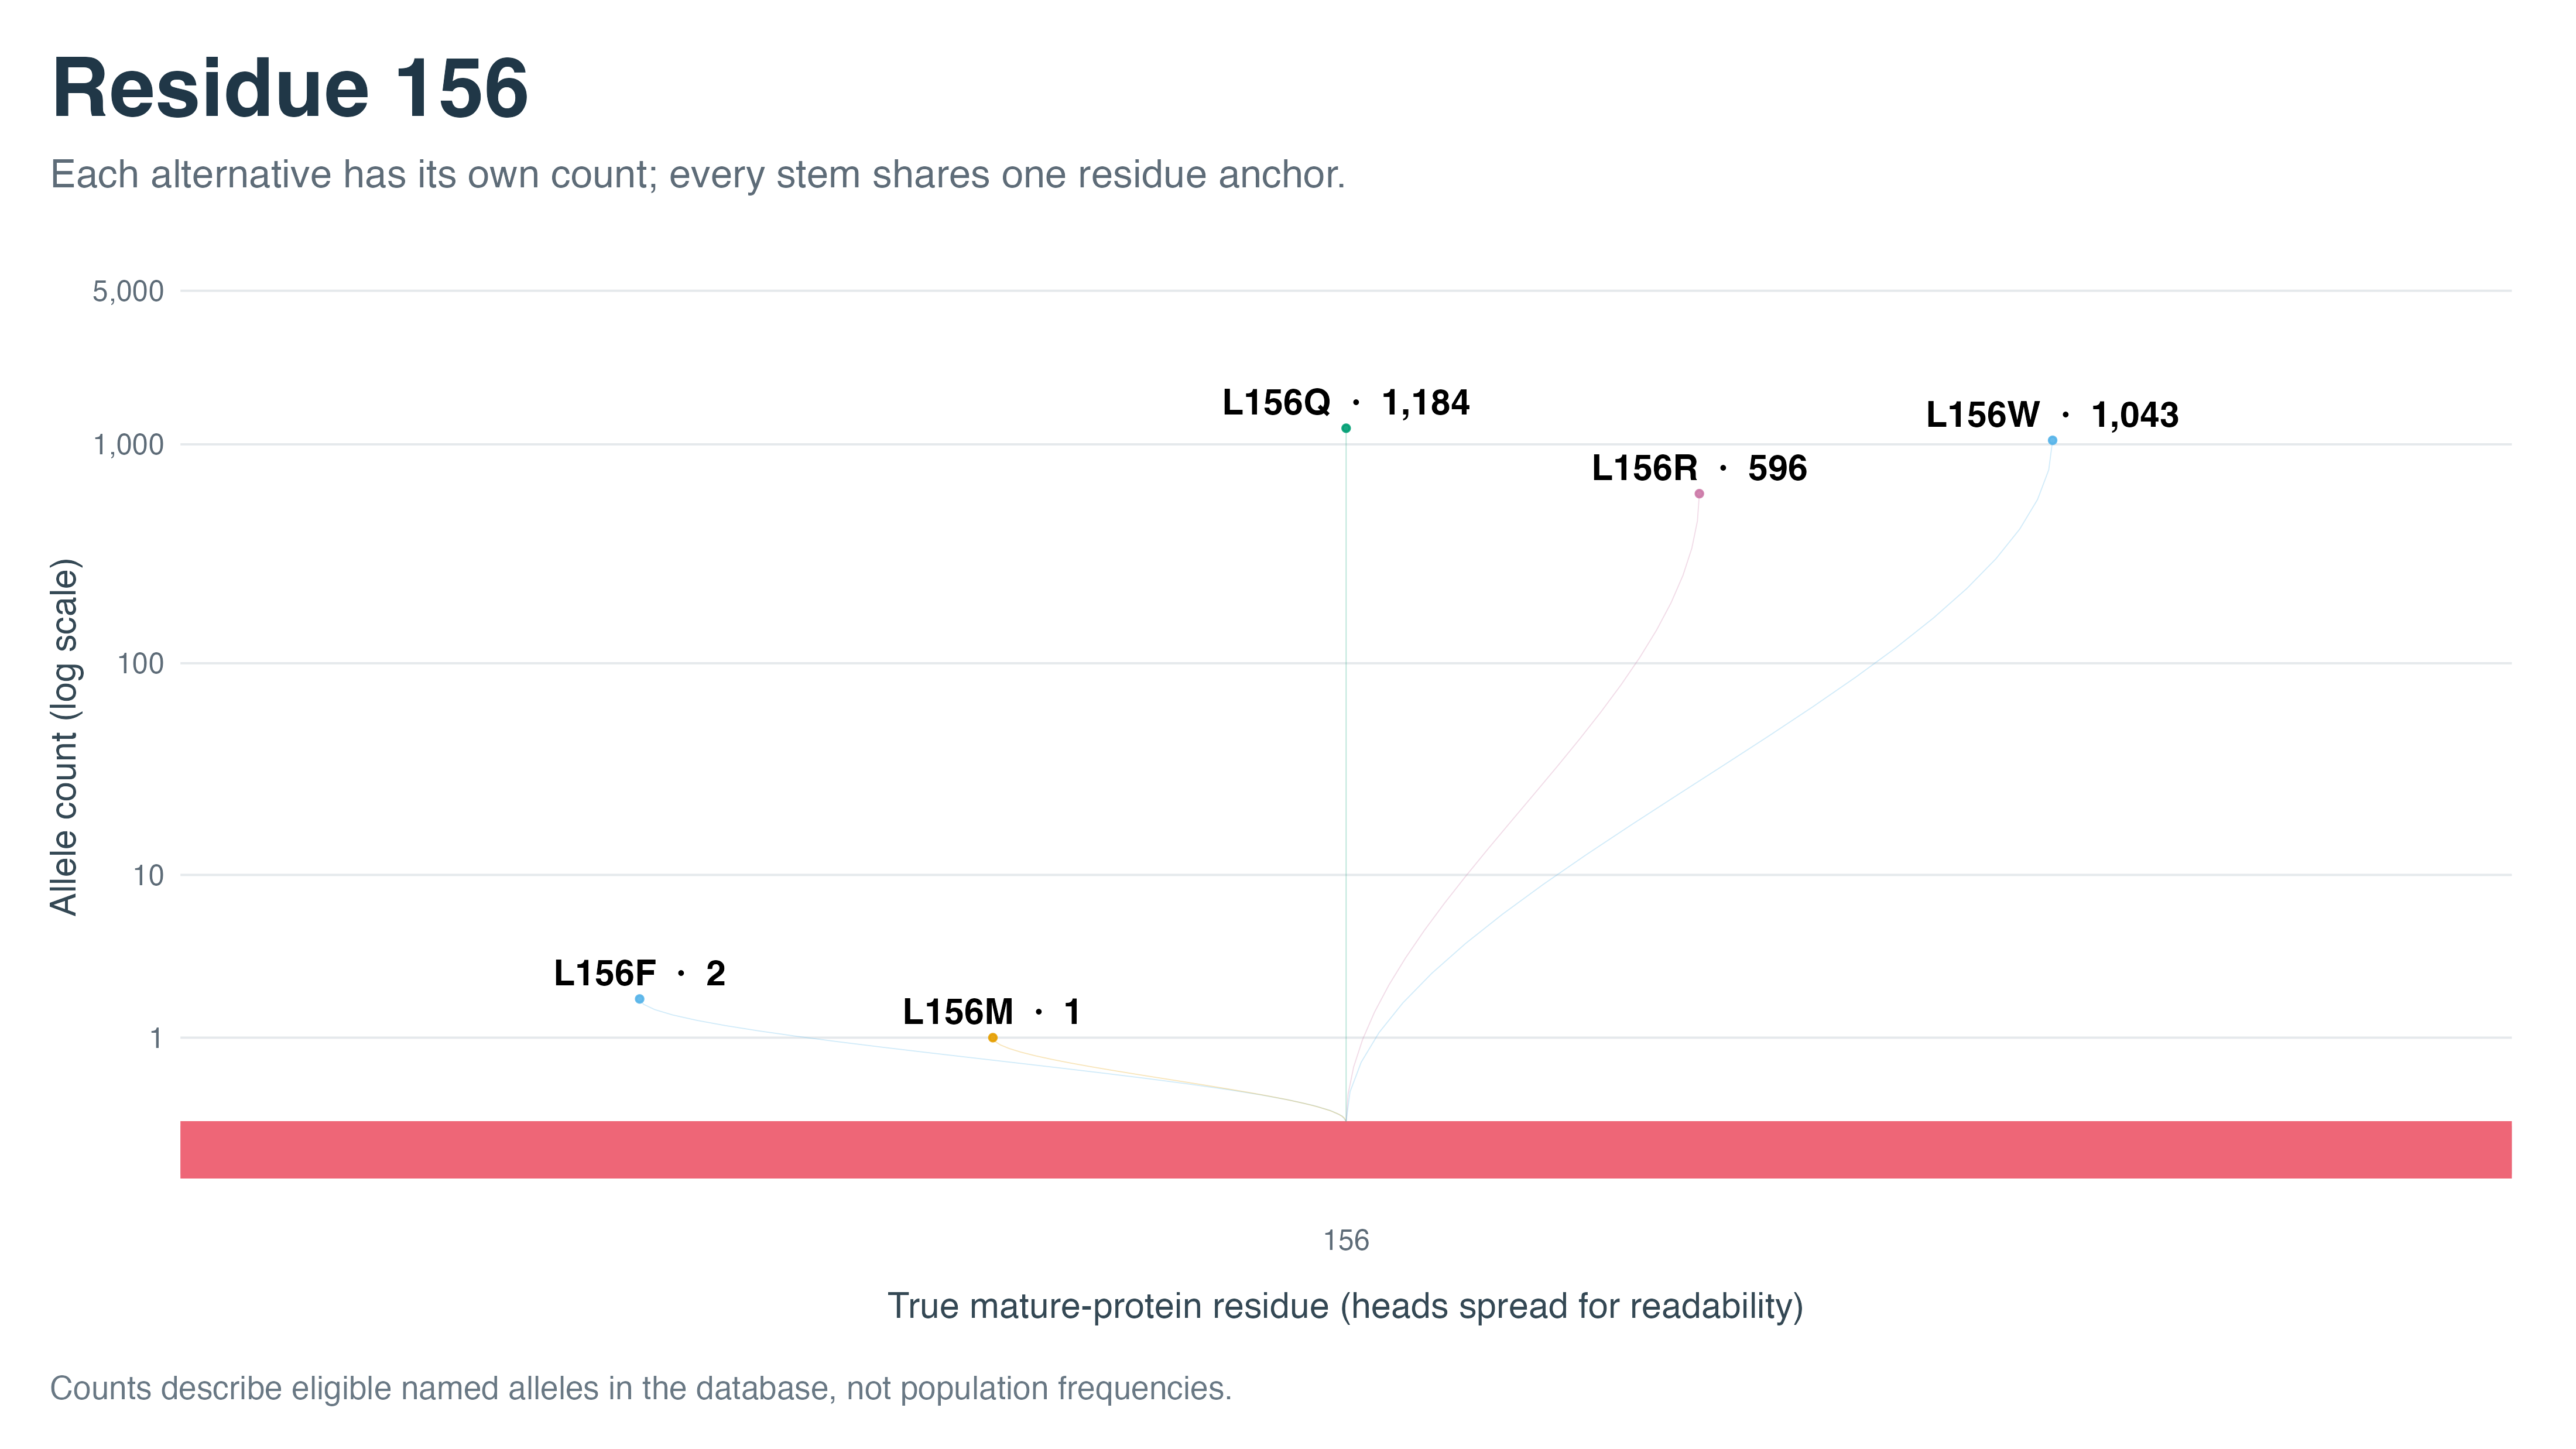 Residue 156
Each alternative has its own count; every stem shares one residue anchor.
5,000
L156Q · 1,184
L156W · 1,043
1,000
L156R · 596
Allele count (log scale)
100
10
L156F · 2
L156M · 1
1
156
True mature-protein residue (heads spread for readability)
Counts describe eligible named alleles in the database, not population frequencies.